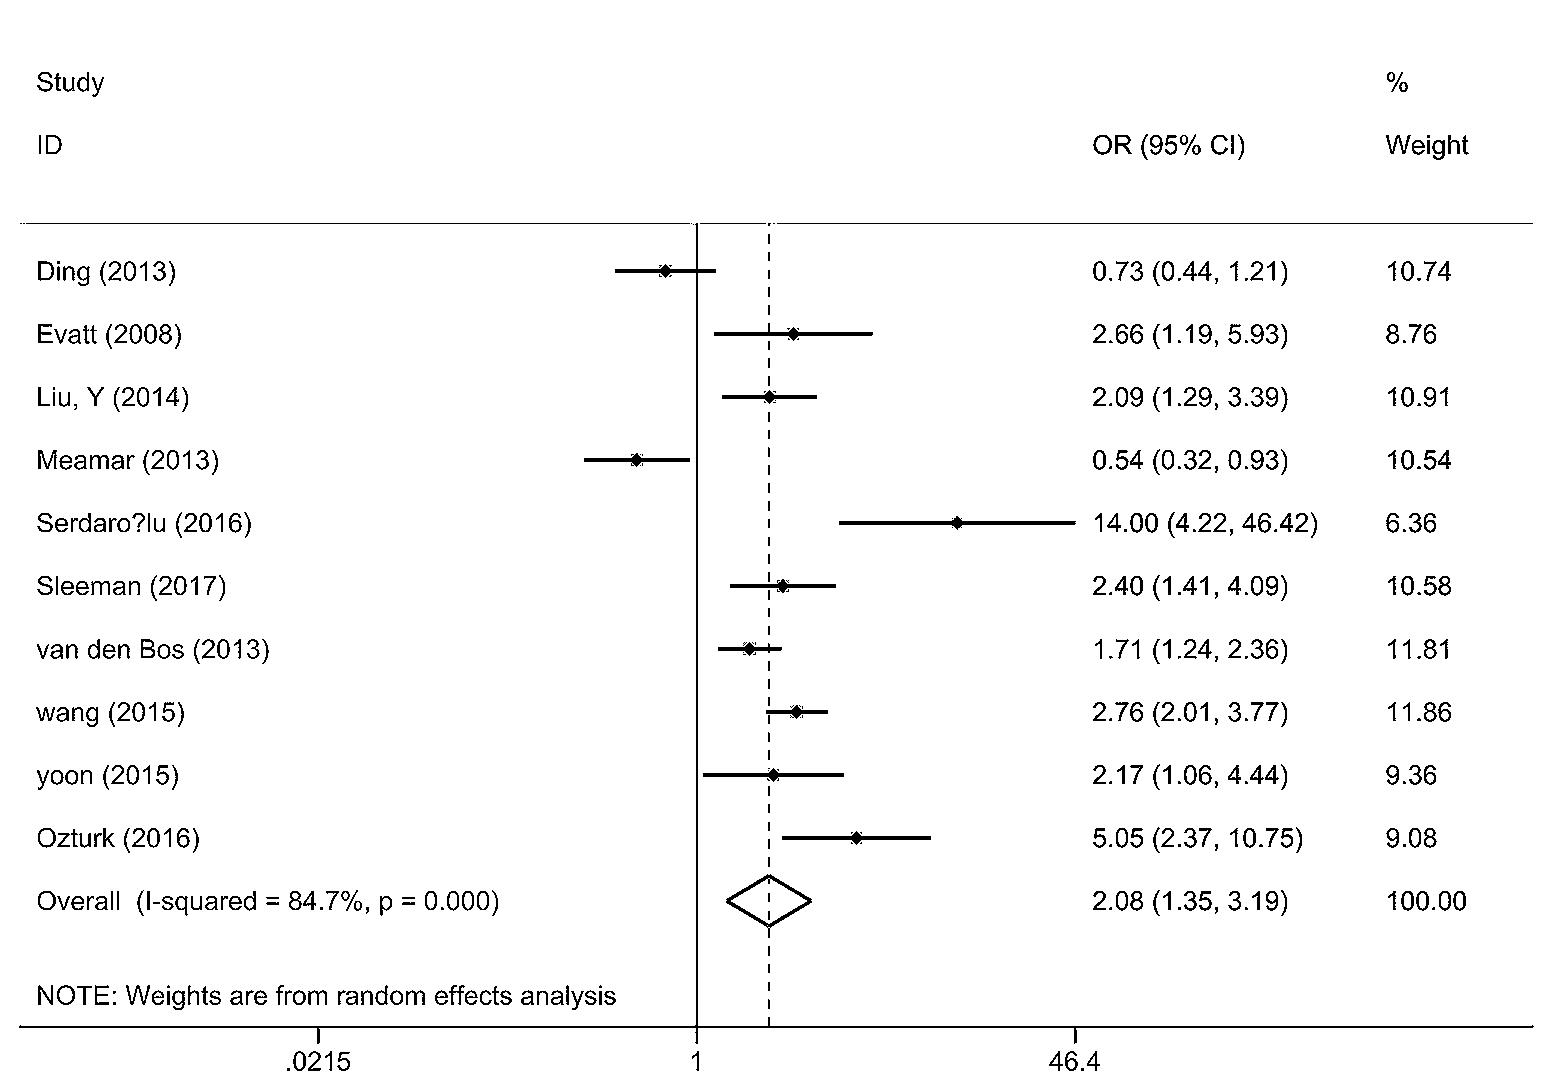 Study %
ID OR (95% CI) Weight
Ding (2013) 0.73 (0.44, 1.21) 10.74
Evatt (2008) 2.66 (1.19, 5.93) 8.76
Liu, Y (2014) 2.09 (1.29, 3.39) 10.91
Meamar (2013) 0.54 (0.32, 0.93) 10.54
Serdaro?lu (2016) 14.00 (4.22, 46.42) 6.36
Sleeman (2017) 2.40 (1.41, 4.09) 10.58
van den Bos (2013) 1.71 (1.24, 2.36) 11.81
wang (2015) 2.76 (2.01, 3.77) 11.86
yoon (2015) 2.17 (1.06, 4.44) 9.36
Ozturk (2016) 5.05 (2.37, 10.75) 9.08
Overall (I-squared = 84.7%, p = 0.000) 2.08 (1.35, 3.19) 100.00
NOTE: Weights are from random effects analysis
.0215 1 46.4